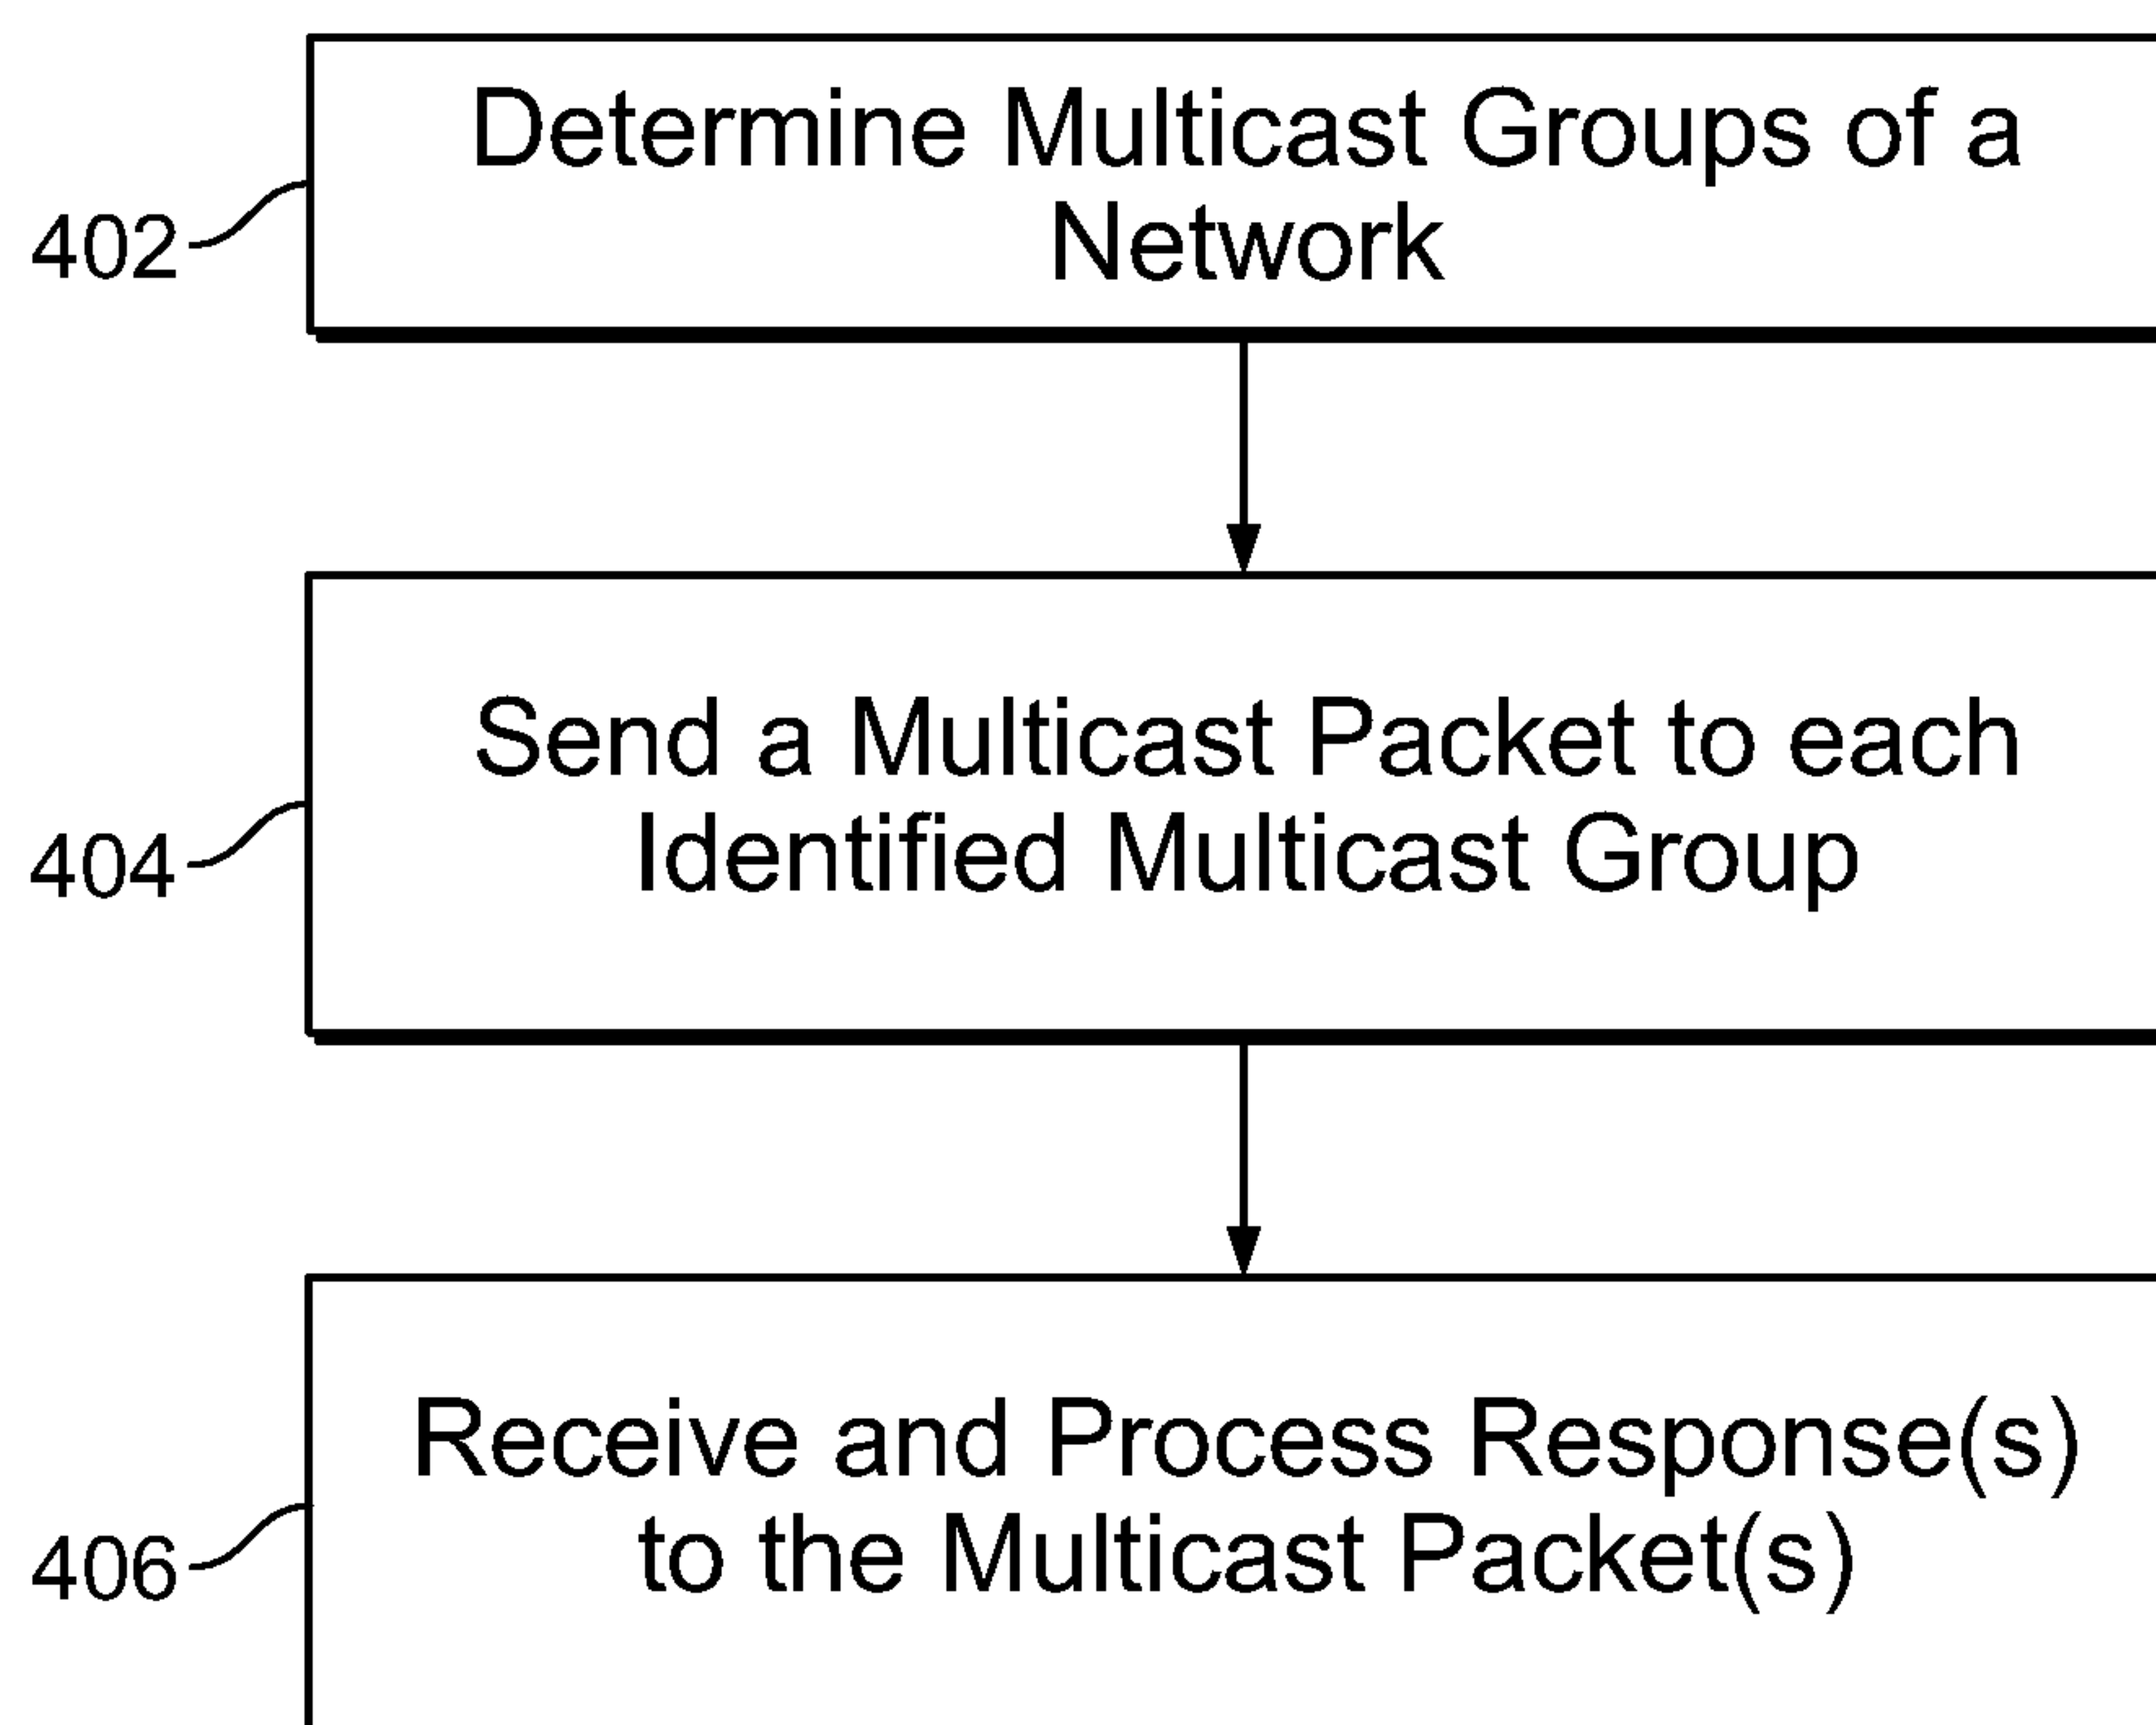 Determine Multicast Groups of a
Network
402
Send a Multicast Packet to each
Identified Multicast Group
404
Receive and Process Response(s)
to the Multicast Packet(s)
406